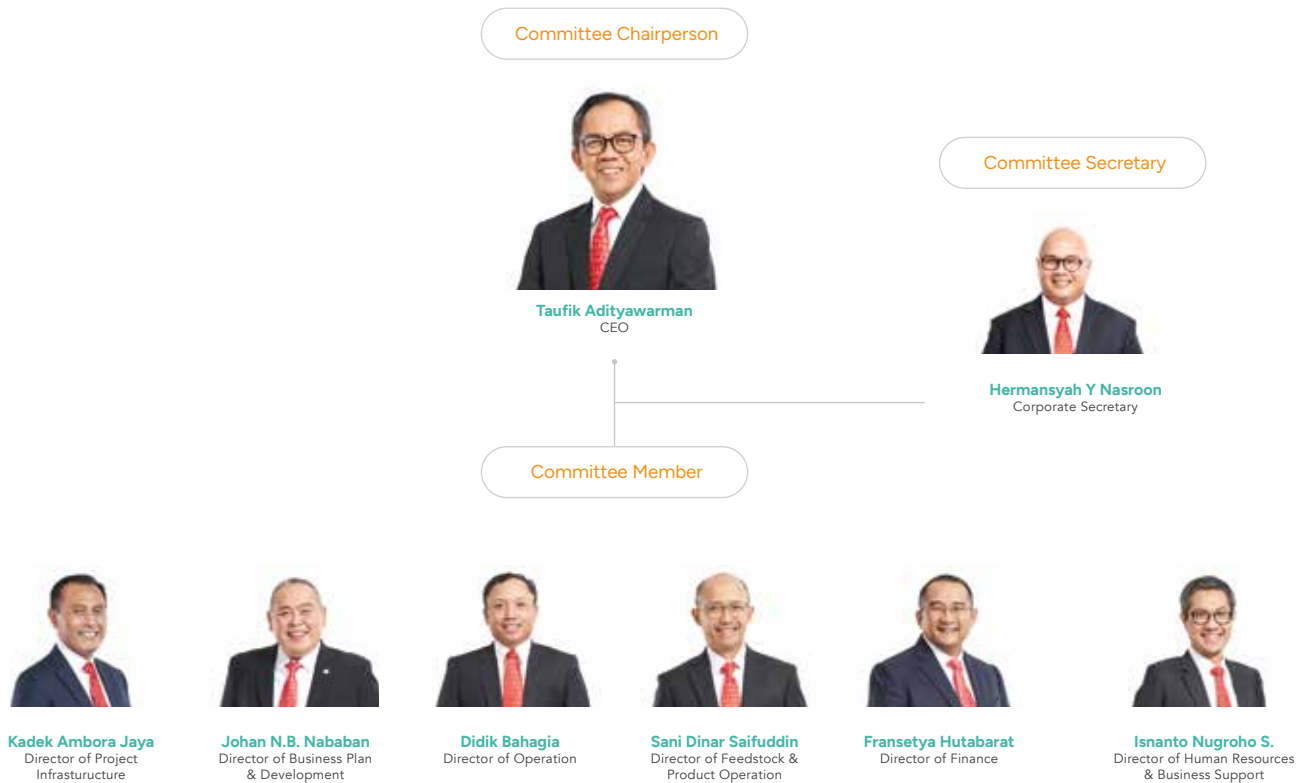 Committee Chairperson
Committee Secretary
Taufik Adityawarman
CEO
Hermansyah Y Nasroon
Corporate Secretary
Committee Member
Kadek Ambora Jaya
Director of Project
Infrasturucture
Johan N.B. Nababan
Director of Business Plan
& Development
Didik Bahagia
Director of Operation
Sani Dinar Saifuddin
Director of Feedstock &
Product Operation
Fransetya Hutabarat
Director of Finance
Isnanto Nugroho S.
Director of Human Resources
& Business Support